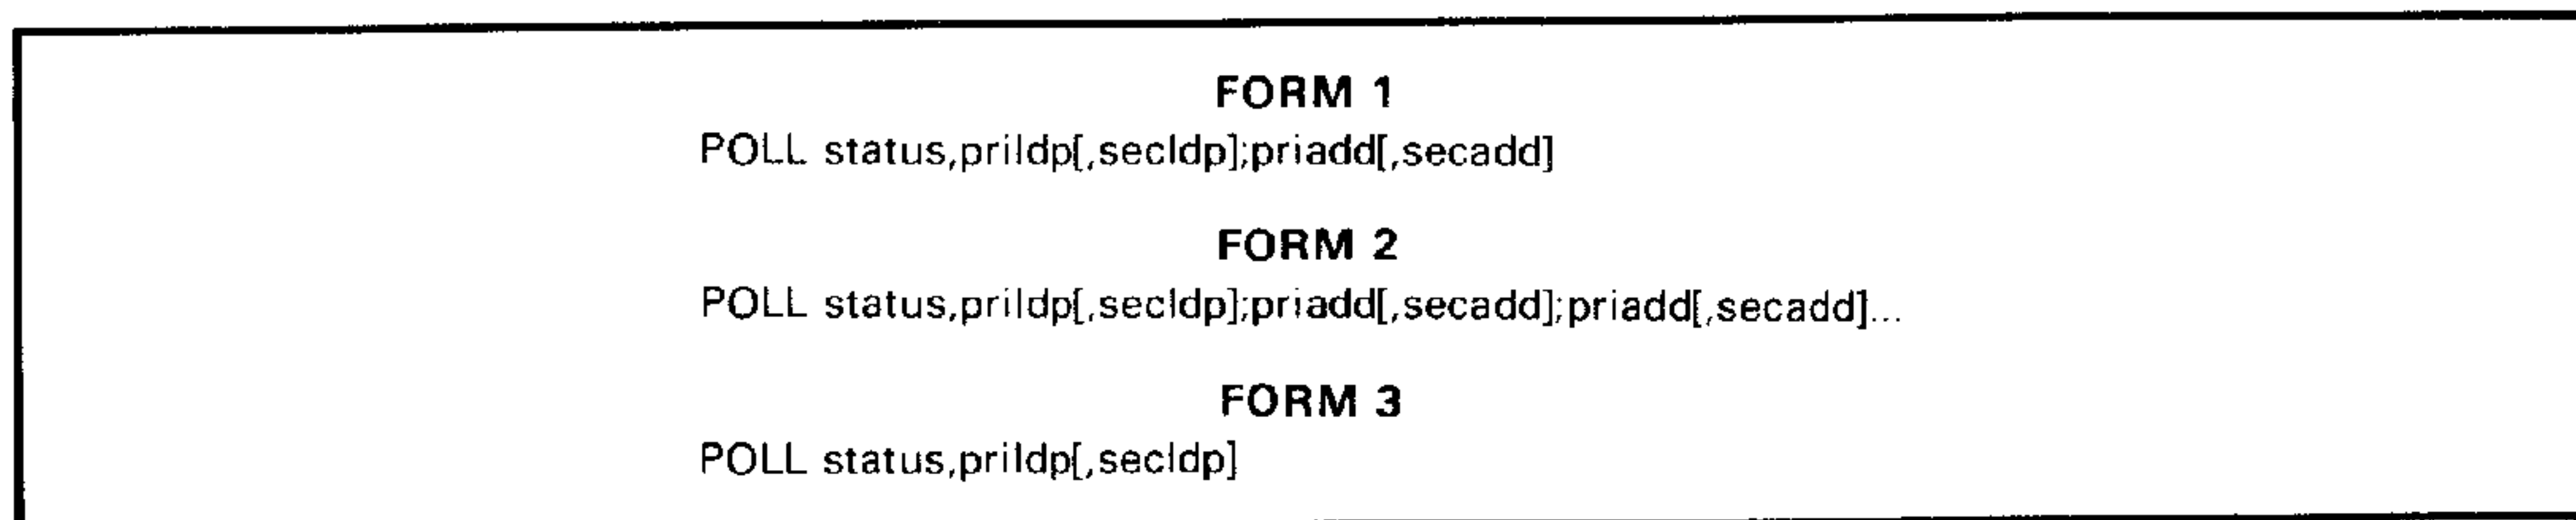 FORM 1
POLL status,prildp[,secldp];priadd[,secadd]
FORM 2
POLL status,prildp[,secldp];priadd[,secadd];priadd[,secadd]...
FORM 3
POLL status,prildp[,secldp]